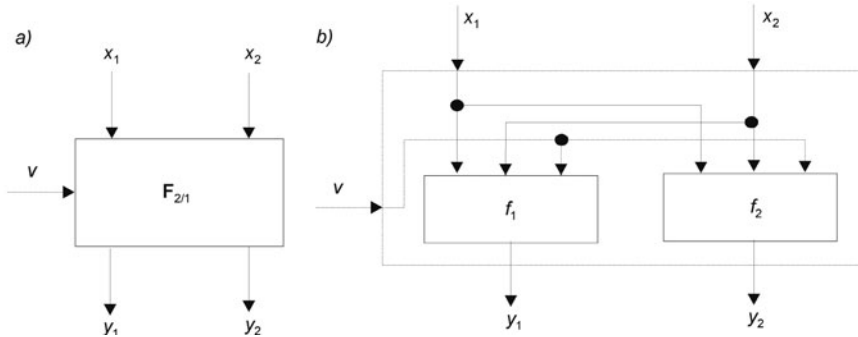 a)
x₁ x₂
v
F₂/₁
y₁ y₂
b)
x₁ x₂
v
f₁ f₂
y₁ y₂